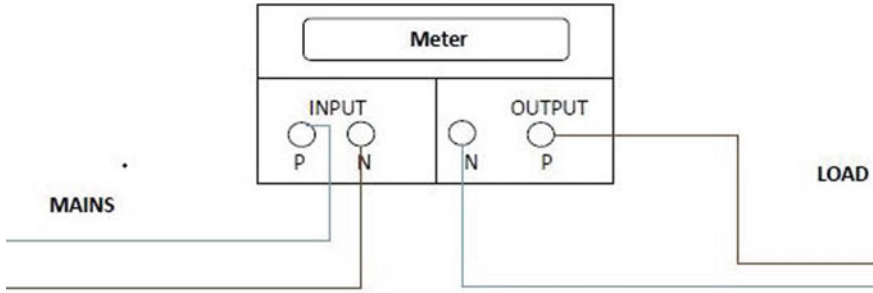 Meter
INPUT OUTPUT
P N N P
MAINS
LOAD